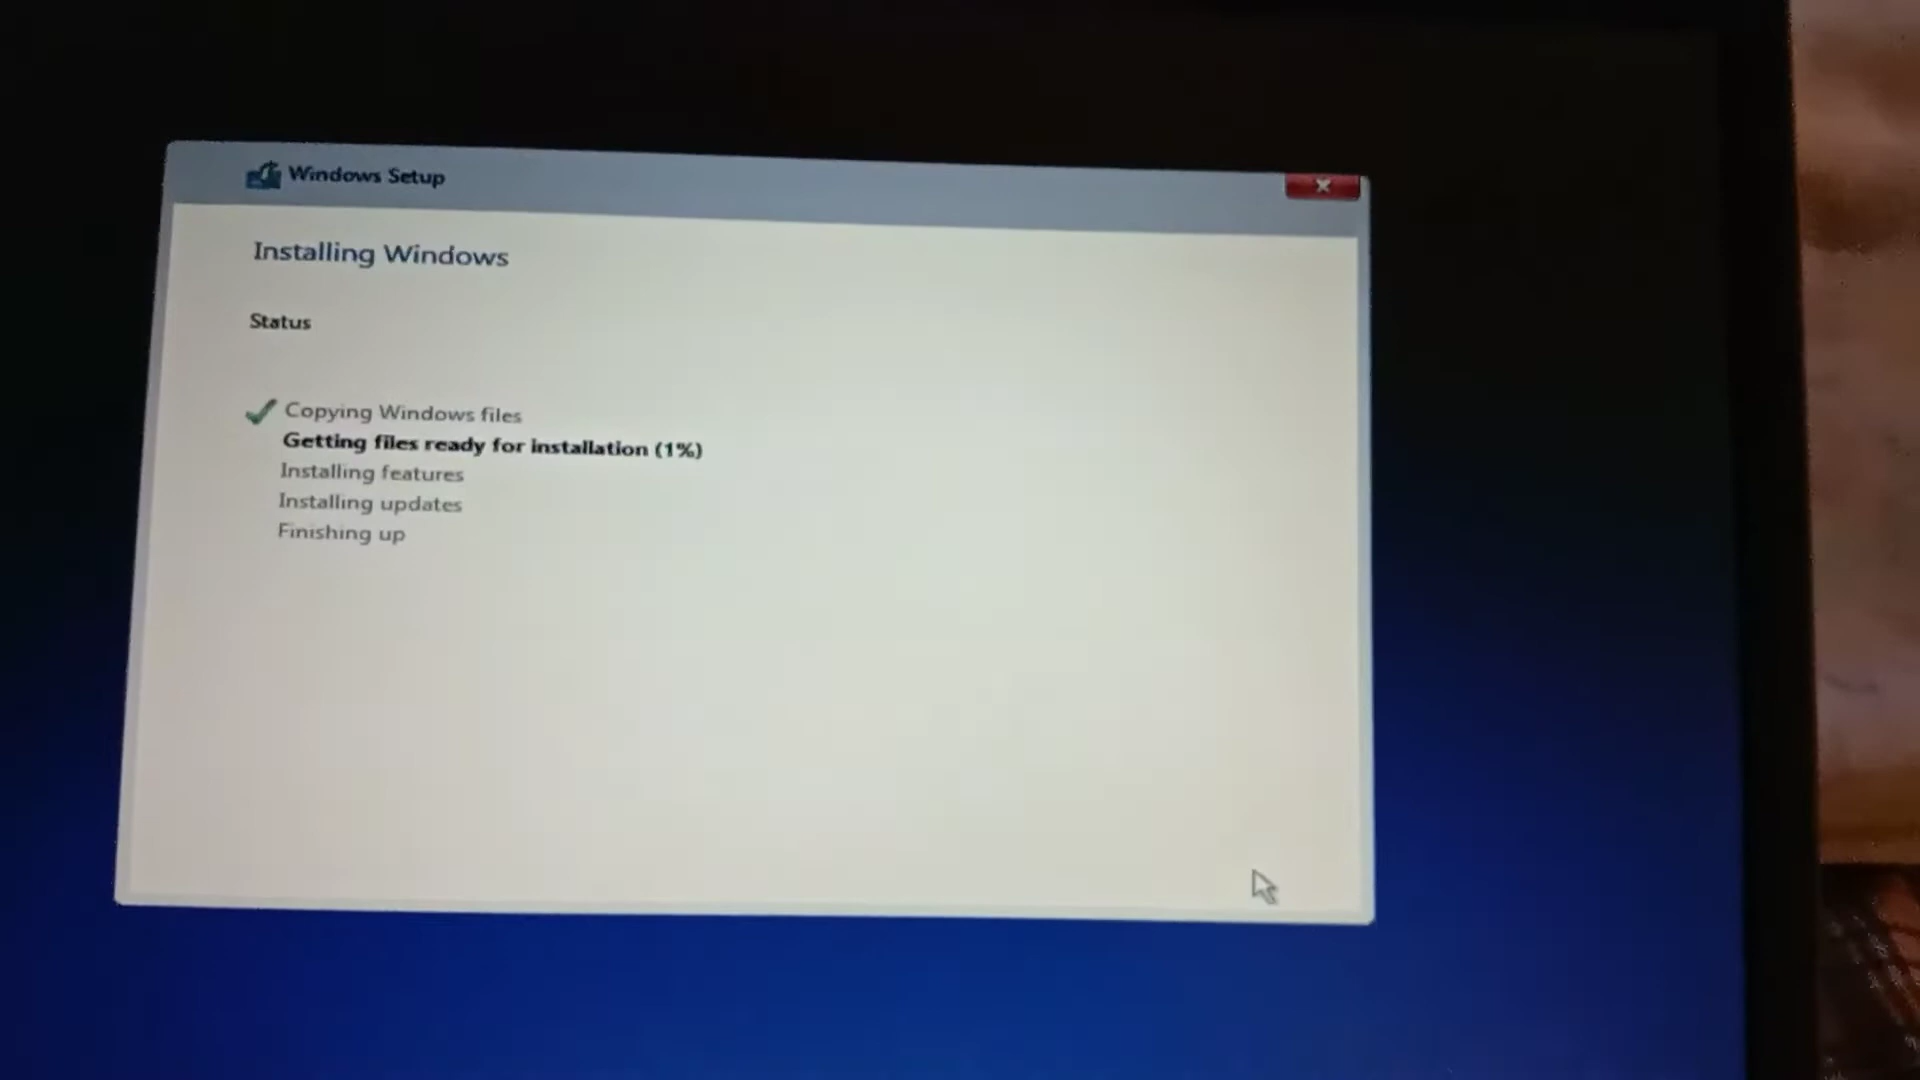 Windows Setup
Installing Windows
Status
Copying Windows files
Getting files ready for installation (1%)
Installing features
Installing updates
Finishing up